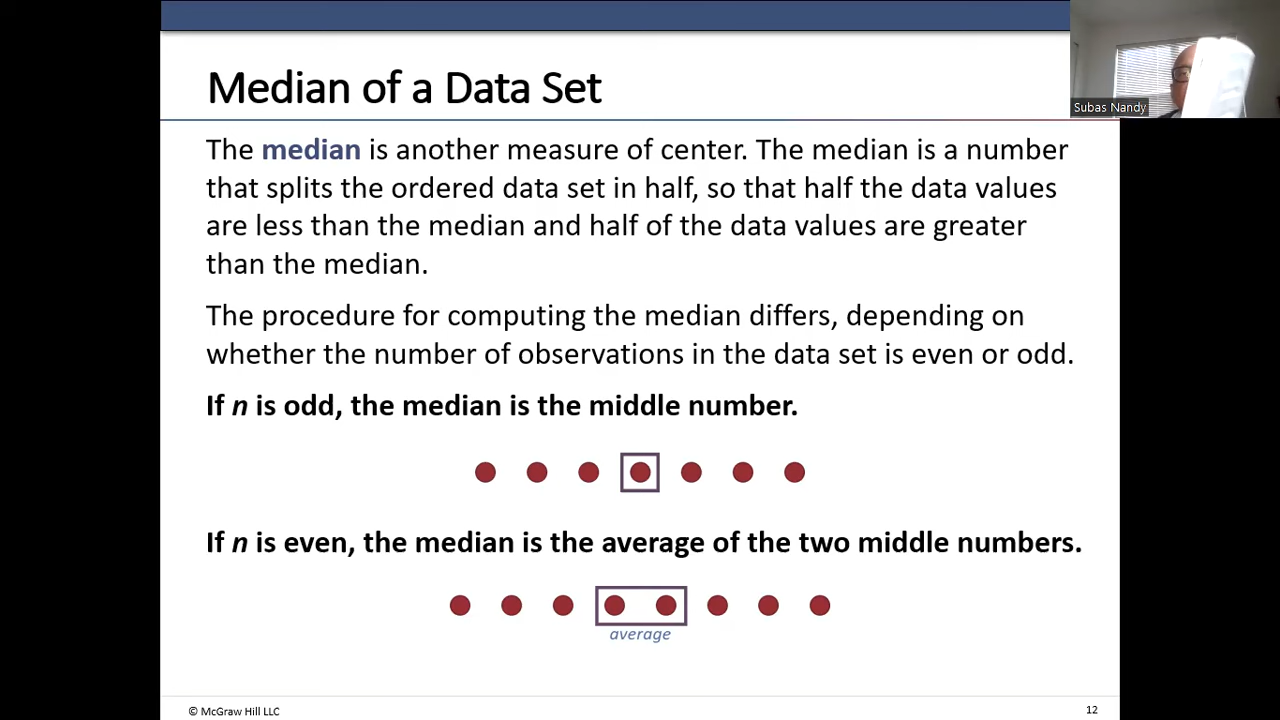 Median of a Data Set
Subas Nandy
The median is another measure of center. The median is a number
that splits the ordered data set in half, so that half the data values
are less than the median and half of the data values are greater
than the median.
The procedure for computing the median differs, depending on
whether the number of observations in the data set is even or odd.
If n is odd, the median is the middle number.
If n is even, the median is the average of the two middle numbers.
average
© McGraw Hill LLC
12